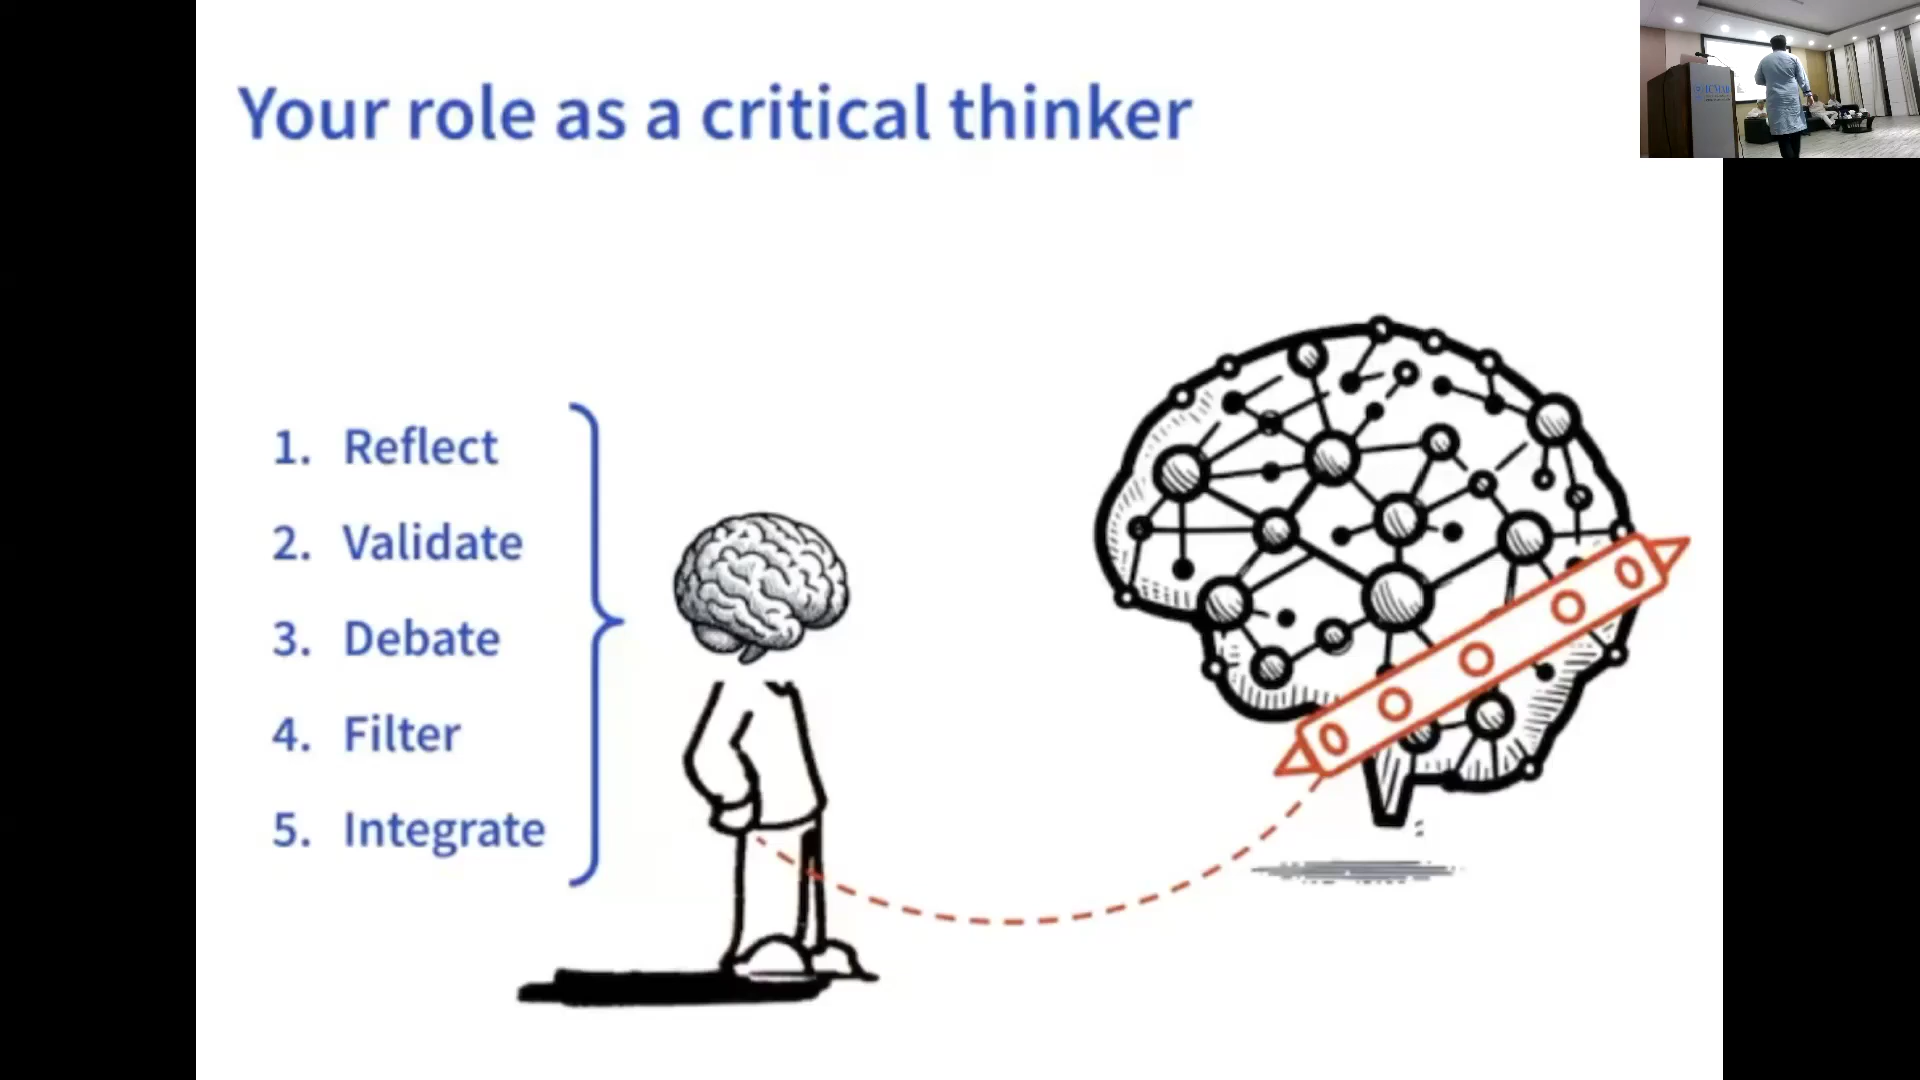 Your role as a critical thinker
1. Reflect
2. Validate
3. Debate
4. Filter
5. Integrate